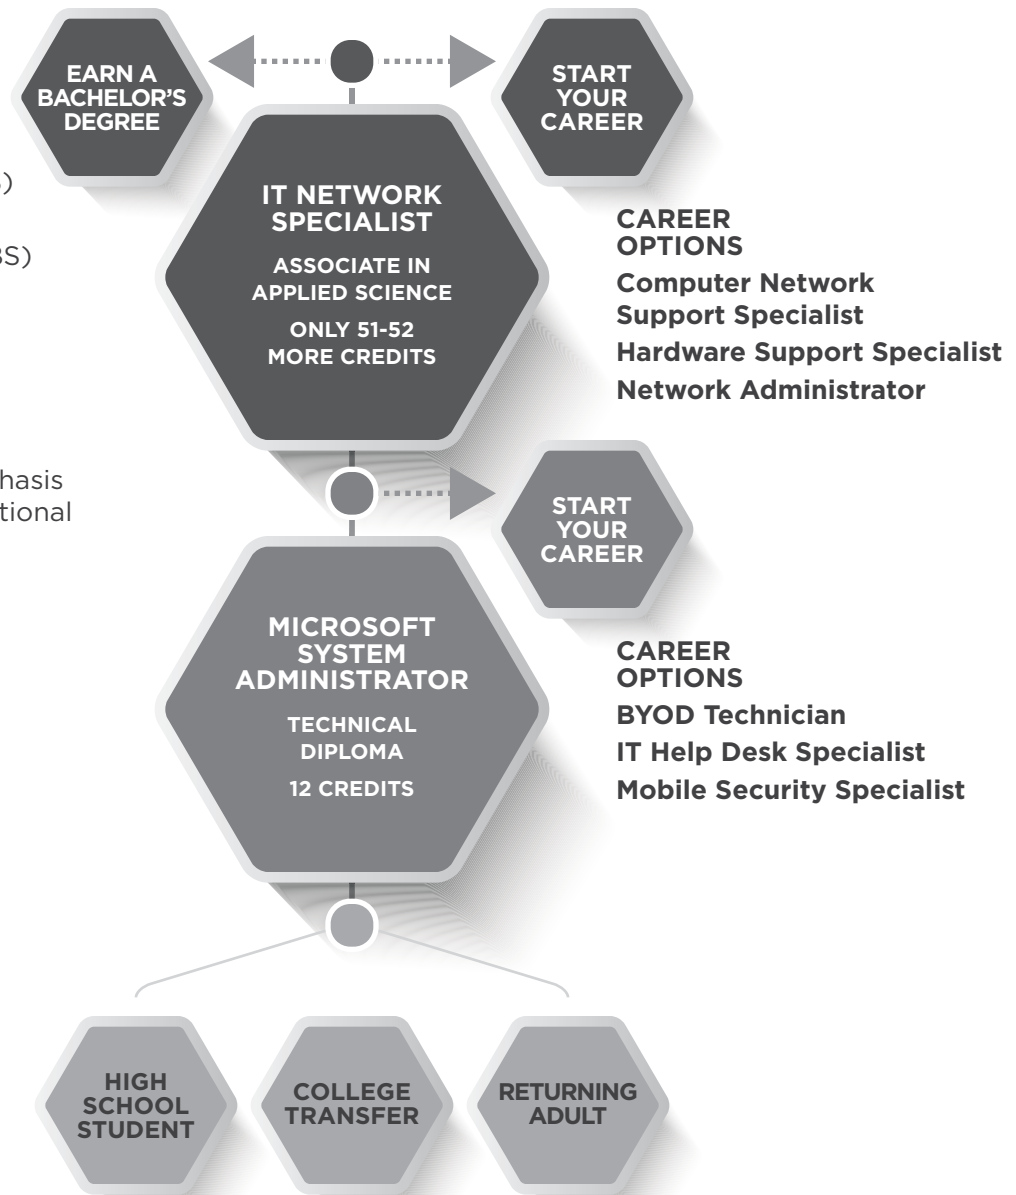 EARN A
BACHELOR'S
DEGREE
START
YOUR
CAREER
IT NETWORK
SPECIALIST
ASSOCIATE IN
APPLIED SCIENCE
ONLY 51-52
MORE CREDITS
CAREER
OPTIONS
Computer Network
Support Specialist
Hardware Support Specialist
Network Administrator
tional
START
YOUR
CAREER
MICROSOFT
SYSTEM
ADMINISTRATOR
TECHNICAL
DIPLOMA
12 CREDITS
CAREER
OPTIONS
BYOD Technician
IT Help Desk Specialist
Mobile Security Specialist
HIGH
SCHOOL
STUDENT
COLLEGE
TRANSFER
RETURNING
ADULT